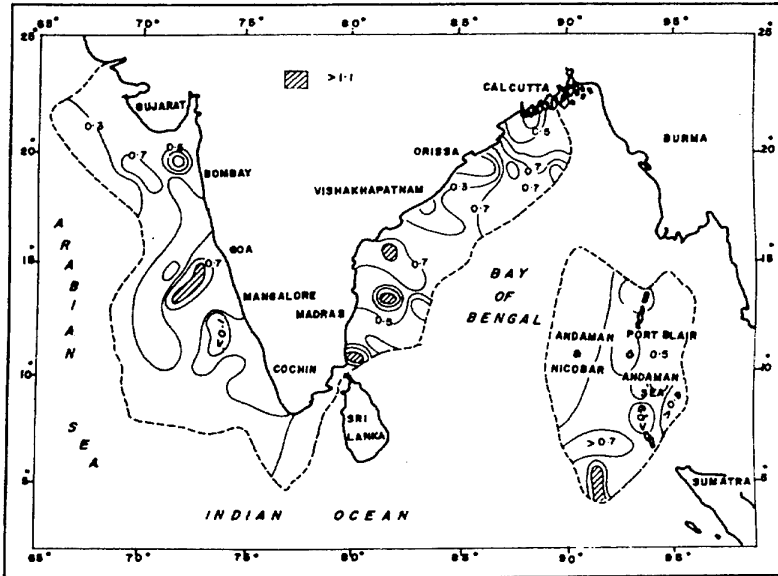 65° 70° 75° 80° 85° 90° 95°
25
20
15
10°
5°
25
20
15
10°
5°
>1·1
GUJARAT
CALCUTTA
0·3
0·7
BOMBAY
ORISSA
0·5
BURMA
VISHAKHAPATNAM
0·3
0·7
0·7
ARABIAN SEA
GOA
0·7
0·7
MANGALORE
MADRAS
BAY
OF
BENGAL
<0.1
0·5
COCHIN
SRI
LANKA
ANDAMAN
&
NICOBAR
PORT BLAIR
0·5
ANDAMAN
SEA
>0.7
SUMATRA
INDIAN OCEAN
65° 70° 75° 80° 85° 90° 95°